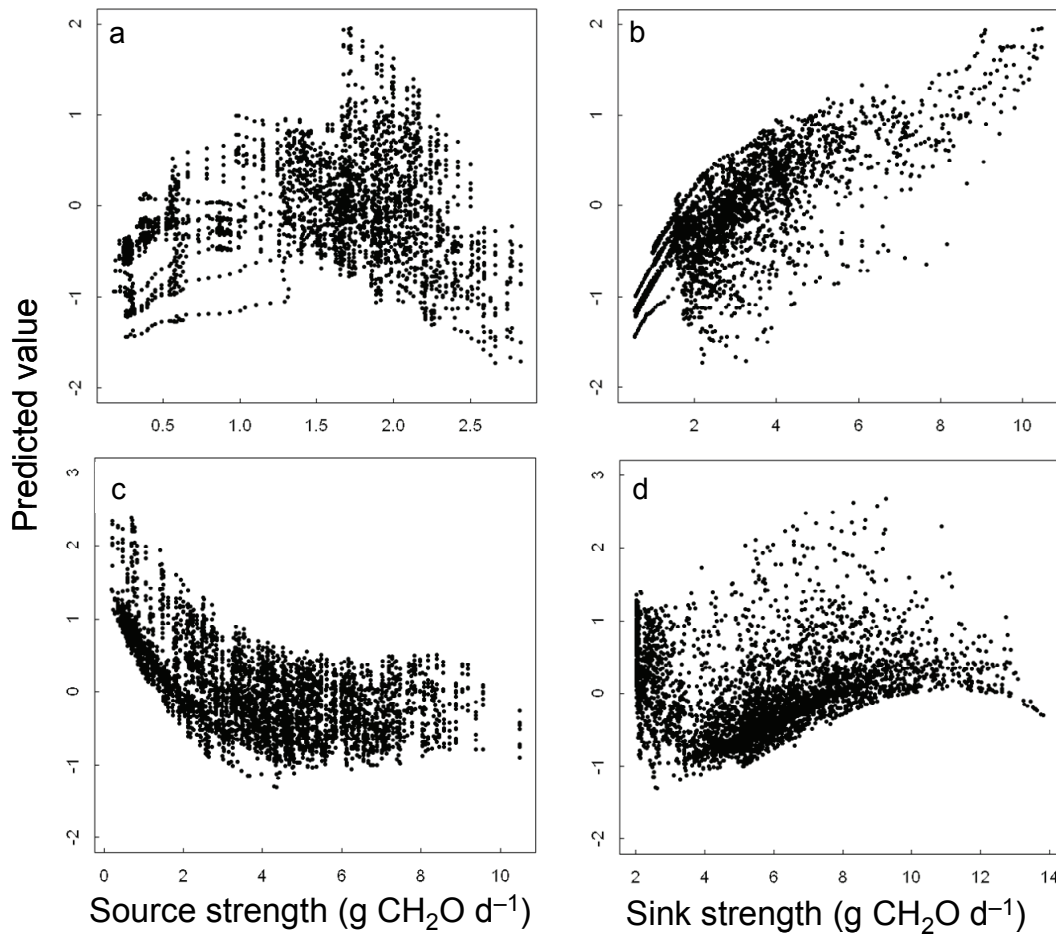 Predicted value
a
2
1
0
-1
-2
0.5 1.0 1.5 2.0 2.5
b
2
1
0
-1
-2
2 4 6 8 10
c
3
2
1
0
-1
-2
0 2 4 6 8 10
Source strength (g CH₂O d⁻¹)
d
3
2
1
0
-1
-2
2 4 6 8 10 12 14
Sink strength (g CH₂O d⁻¹)